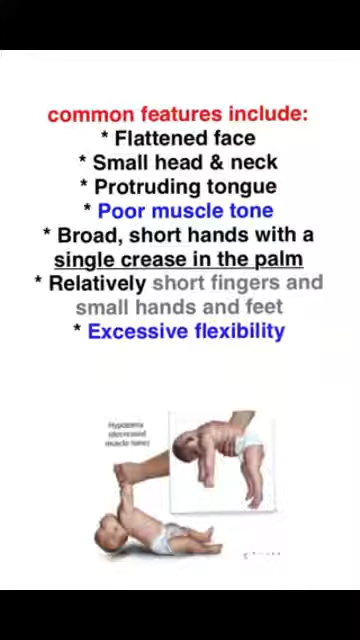 common features include:
* Flattened face
* Small head & neck
* Protruding tongue
* Poor muscle tone
* Broad, short hands with a
single crease in the palm
* Relatively short fingers and
small hands and feet
* Excessive flexibility
Hypotonia
(decreased
muscle tone)